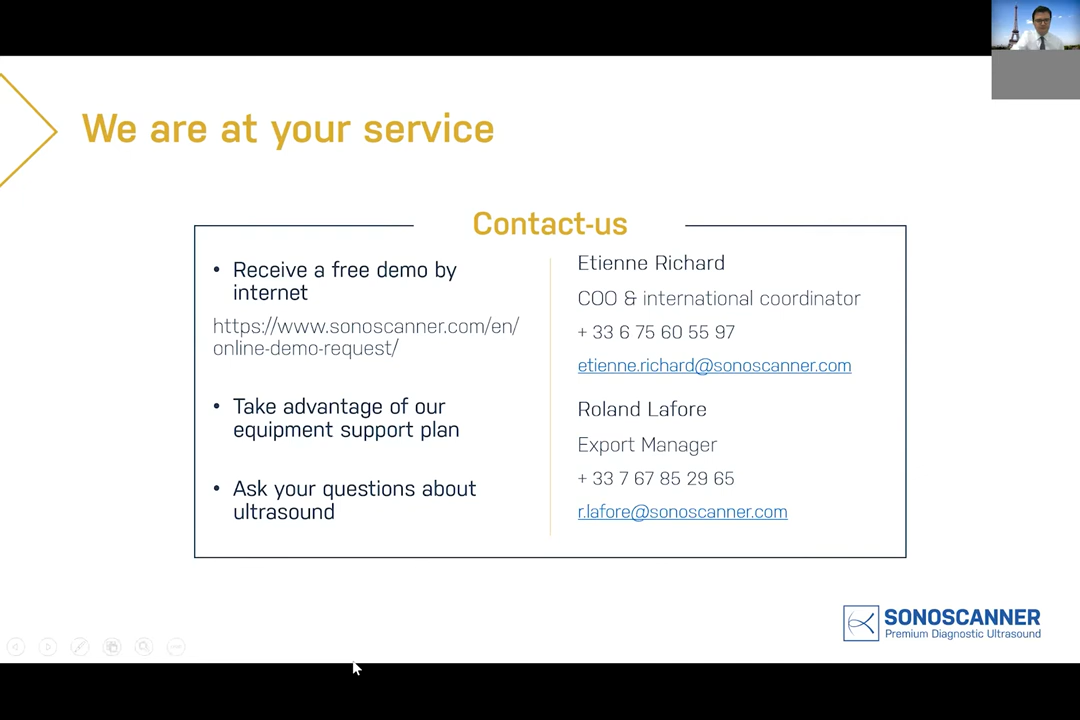 We are at your service
Contact-us
• Receive a free demo by
internet
https://www.sonoscanner.com/en/
online-demo-request/
• Take advantage of our
equipment support plan
• Ask your questions about
ultrasound
Etienne Richard
COO & international coordinator
+ 33 6 75 60 55 97
etienne.richard@sonoscanner.com
Roland Lafore
Export Manager
+ 33 7 67 85 29 65
r.lafore@sonoscanner.com
SONOSCANNER
Premium Diagnostic Ultrasound